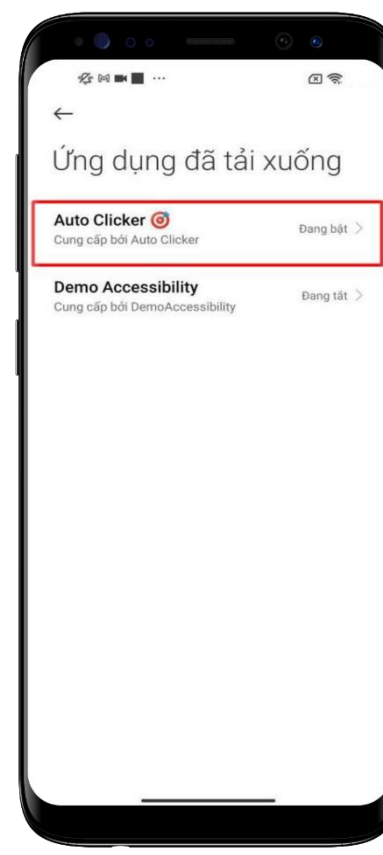 Ứng dụng đã tải xuống
Auto Clicker
Cung cấp bởi Auto Clicker
Đang bật
Demo Accessibility
Cung cấp bởi DemoAccessibility
Đang tắt